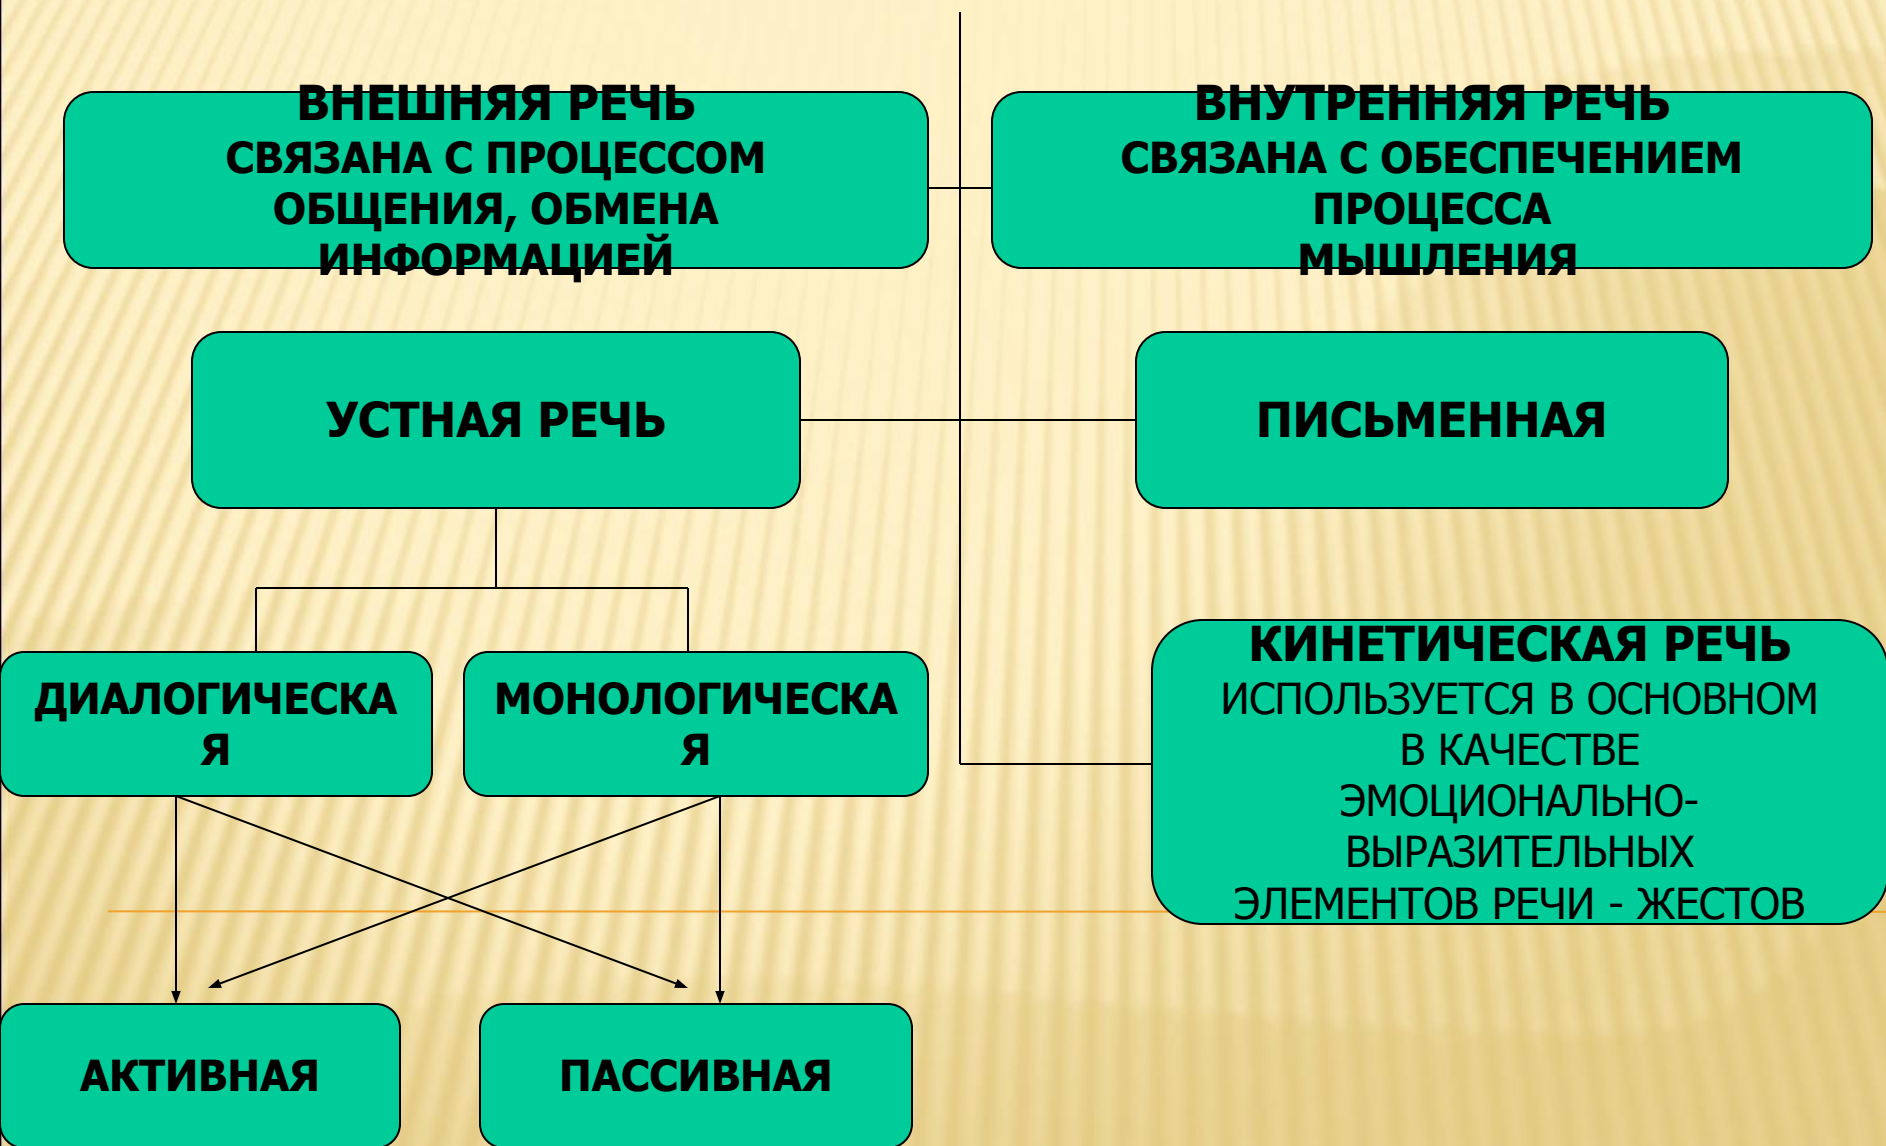 ВНЕШНЯЯ РЕЧЬ
СВЯЗАНА С ПРОЦЕССОМ
ОБЩЕНИЯ, ОБМЕНА
ИНФОРМАЦИЕЙ
ВНУТРЕННЯЯ РЕЧЬ
СВЯЗАНА С ОБЕСПЕЧЕНИЕМ
ПРОЦЕССА
МЫШЛЕНИЯ
УСТНАЯ РЕЧЬ
ПИСЬМЕННАЯ
ДИАЛОГИЧЕСКА
Я
МОНОЛОГИЧЕСКА
Я
КИНЕТИЧЕСКАЯ РЕЧЬ
ИСПОЛЬЗУЕТСЯ В ОСНОВНОМ
В КАЧЕСТВЕ
ЭМОЦИОНАЛЬНО-
ВЫРАЗИТЕЛЬНЫХ
ЭЛЕМЕНТОВ РЕЧИ - ЖЕСТОВ
АКТИВНАЯ
ПАССИВНАЯ